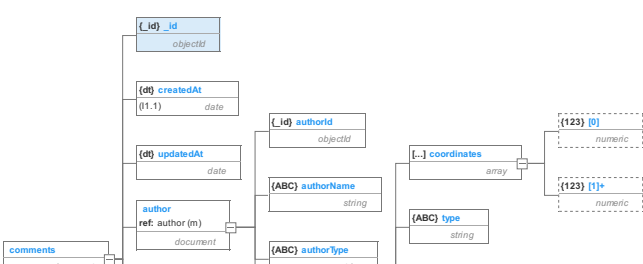 {_id} _id
objectId
{dt} createdAt
(I1.1) date
{dt} updatedAt
date
author
ref: author (m)
document
comments
{_id} authorId
objectId
{ABC} authorName
string
{ABC} authorType
[...] coordinates
array
{ABC} type
string
{123} [0]
numeric
{123} [1]+
numeric